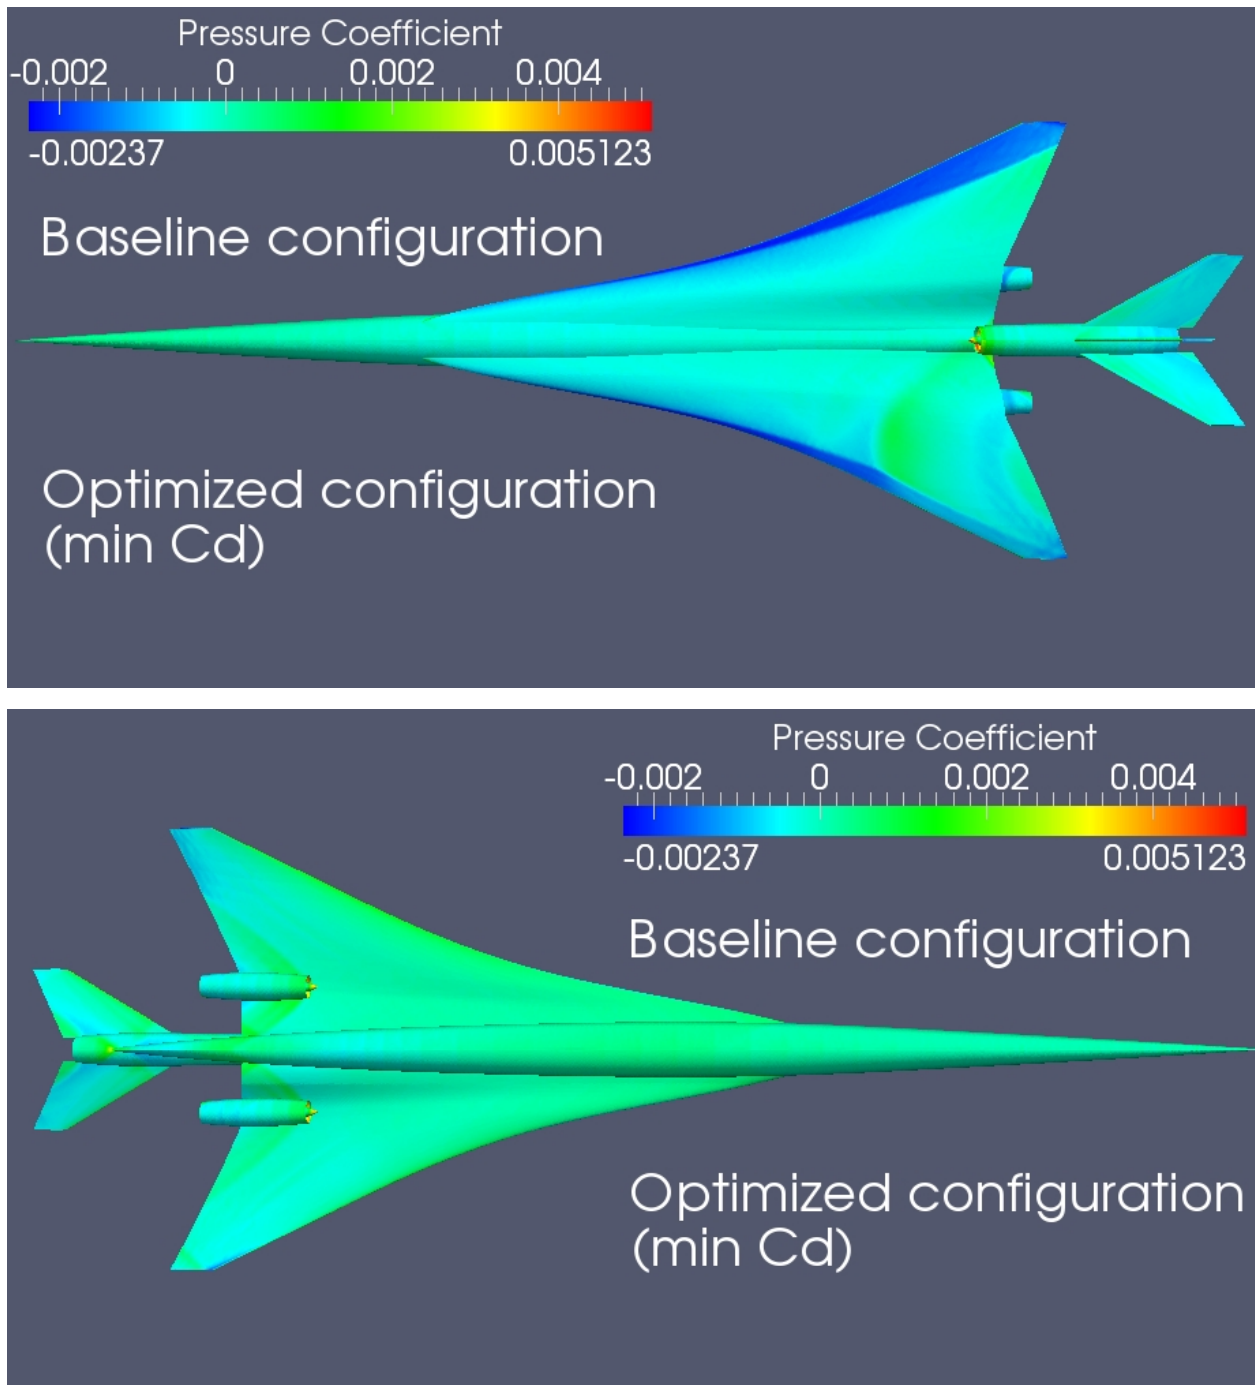 Pressure Coefficient
-0.002 0 0.002 0.004
-0.00237 0.005123
Baseline configuration
Optimized configuration
(min Cd)
Pressure Coefficient
-0.002 0 0.002 0.004
-0.00237 0.005123
Baseline configuration
Optimized configuration
(min Cd)